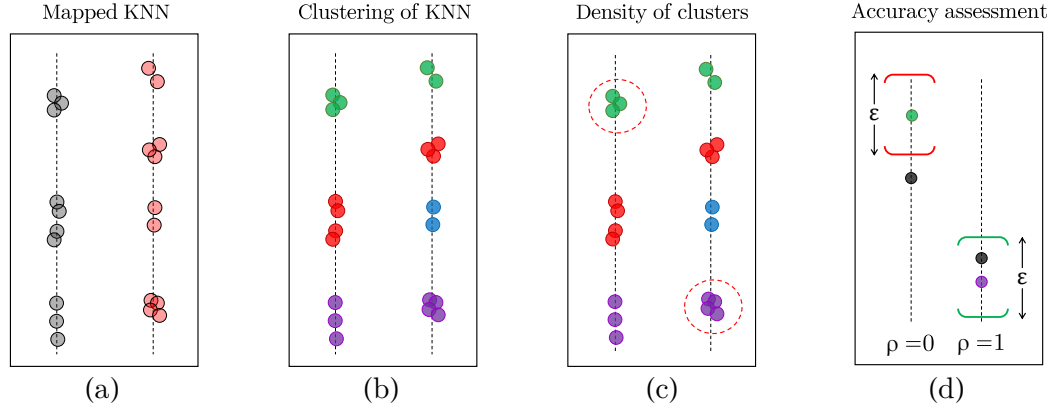 Mapped KNN
Clustering of KNN
Density of clusters
Accuracy assessment
ε
ε
ρ =0
ρ =1
(a)
(b)
(c)
(d)